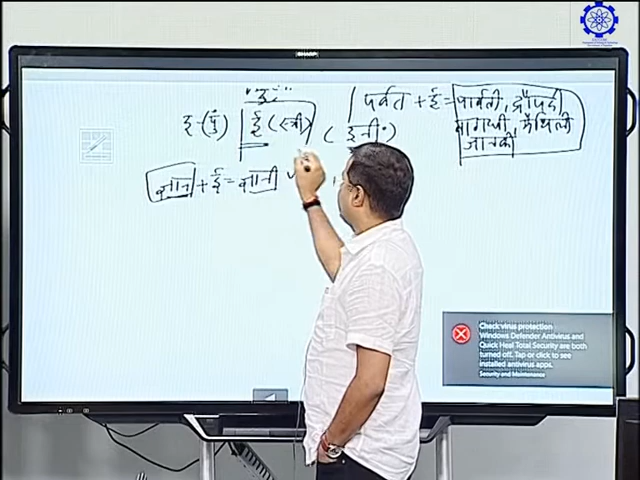 SHARP
पर्वत + ई = पार्वती, द्रौपदी
इ - (पु) ई (स्त्री) (इनी)
मागधी, मैथिली
जानकी
ज्ञान + ई = ज्ञानी
Check virus protection
Windows Defender Antivirus and
Quick Heal Total Security are both
turned off. Tap or click to see
installed antivirus apps.
Security and Maintenance